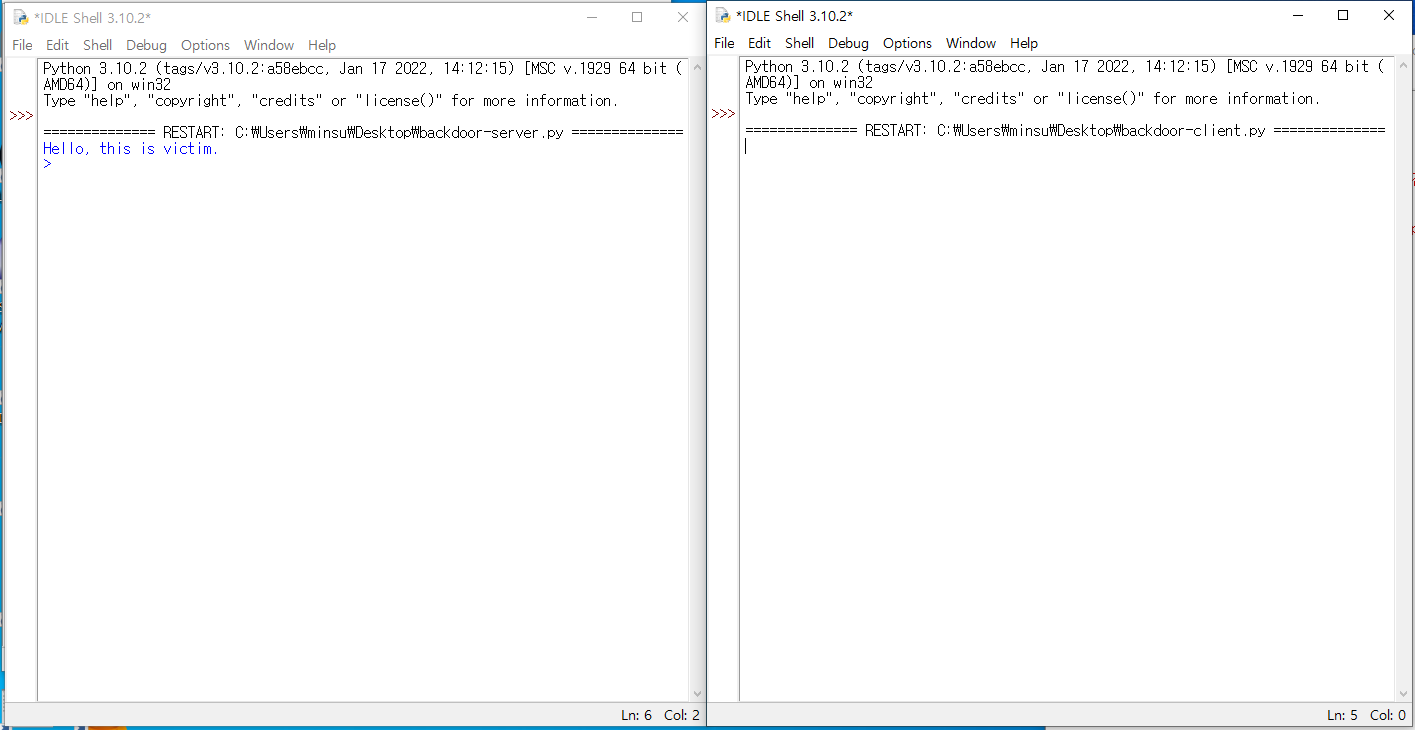 *IDLE Shell 3.10.2*
File Edit Shell Debug Options Window Help
Python 3.10.2 (tags/v3.10.2:a58ebcc, Jan 17 2022, 14:12:15) [MSC v.1929 64 bit (
AMD64)] on win32
Type "help", "copyright", "credits" or "license()" for more information.
>>>
============== RESTART: C:₩Users₩minsu₩Desktop₩backdoor-server.py ==============
Hello, this is victim.
>
Ln: 6 Col: 2
*IDLE Shell 3.10.2*
File Edit Shell Debug Options Window Help
Python 3.10.2 (tags/v3.10.2:a58ebcc, Jan 17 2022, 14:12:15) [MSC v.1929 64 bit (
AMD64)] on win32
Type "help", "copyright", "credits" or "license()" for more information.
>>>
============== RESTART: C:₩Users₩minsu₩Desktop₩backdoor-client.py ==============
Ln: 5 Col: 0